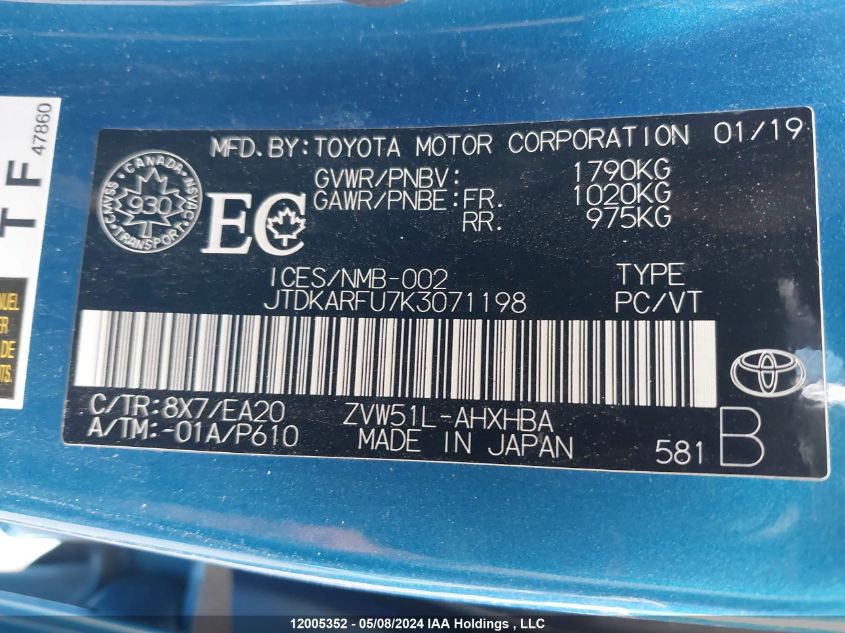 47860
T F
MFD.BY:TOYOTA MOTOR CORPORATION 01/19
CANADA
CMVSS NSVAC
930
TRANSPORT
EC
GVWR/PNBV: 1790KG
GAWR/PNBE:FR. 1020KG
RR. 975KG
ICES/NMB-002 TYPE
JTDKARFU7K3071198 PC/VT
C/TR:8X7/EA20 ZVW51L-AHXHBA
A/TM:-01A/P610 MADE IN JAPAN 581 B
12005352 - 05/08/2024 IAA Holdings, LLC